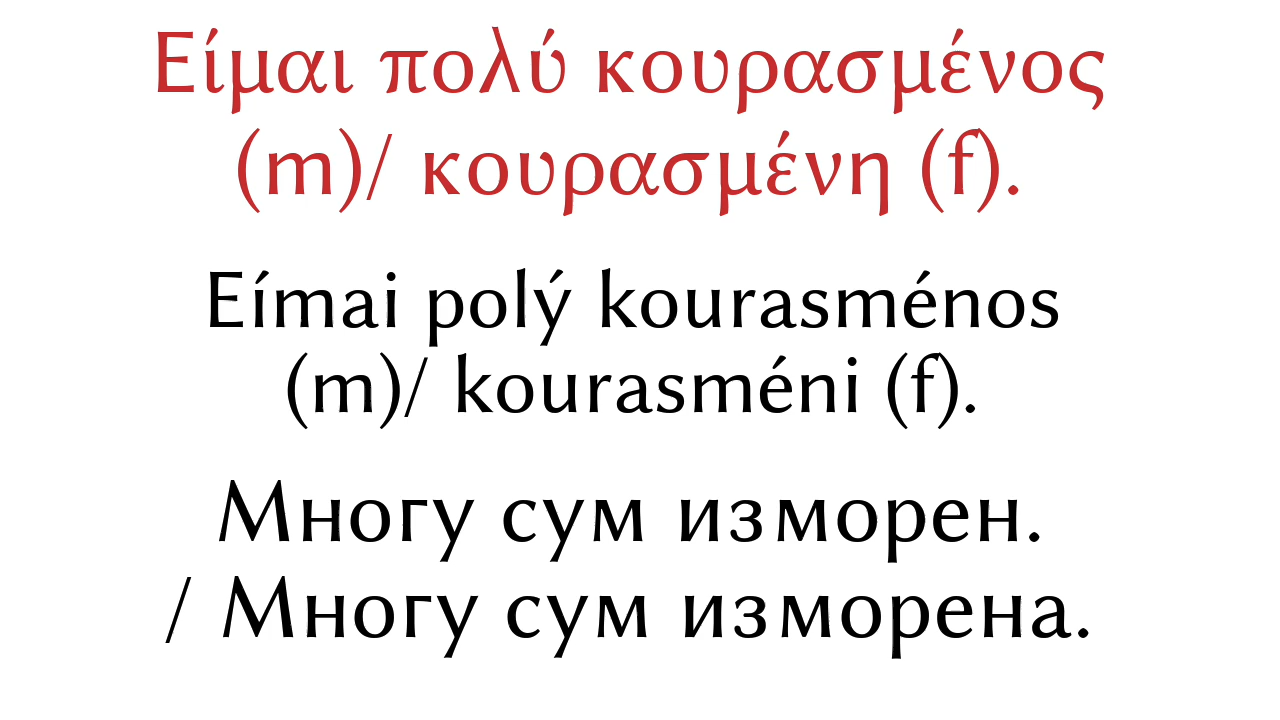 Είμαι πολύ κουρασμένος
(m)/ κουρασμένη (f).
Eímai polý kourasménos
(m)/ kourasméni (f).
Многу сум изморен.
/ Многу сум изморена.